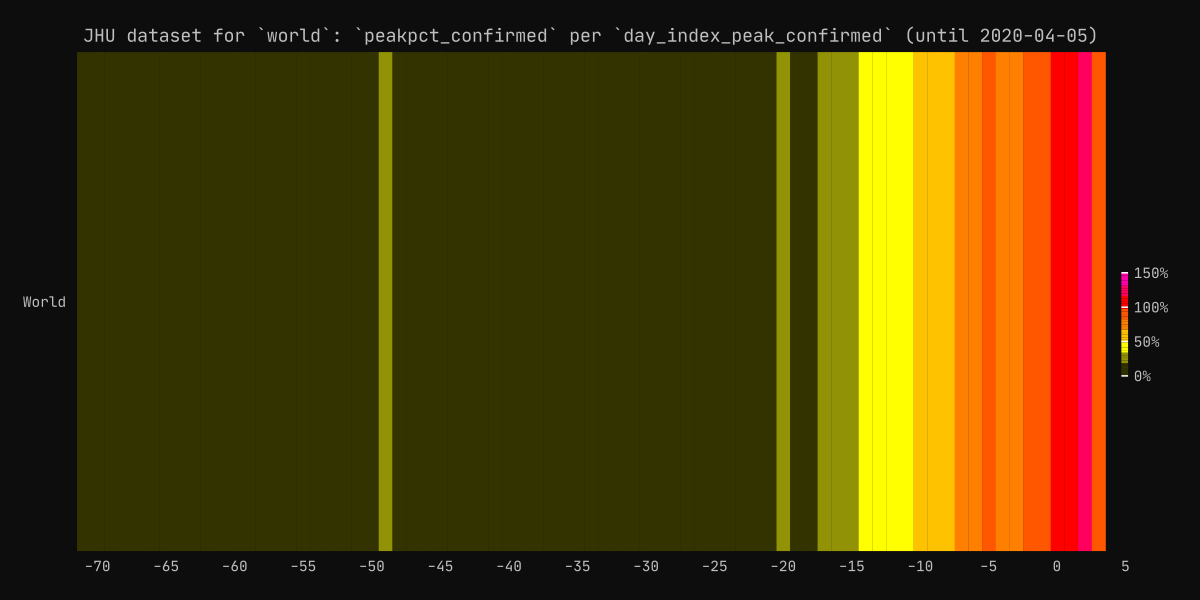 JHU dataset for `world`: `peakpct_confirmed` per `day_index_peak_confirmed` (until 2020-04-05)
150%
World
100%
50%
0%
-70 -65 -60 -55 -50 -45 -40 -35 -30 -25 -20 -15 -10 -5 0 5